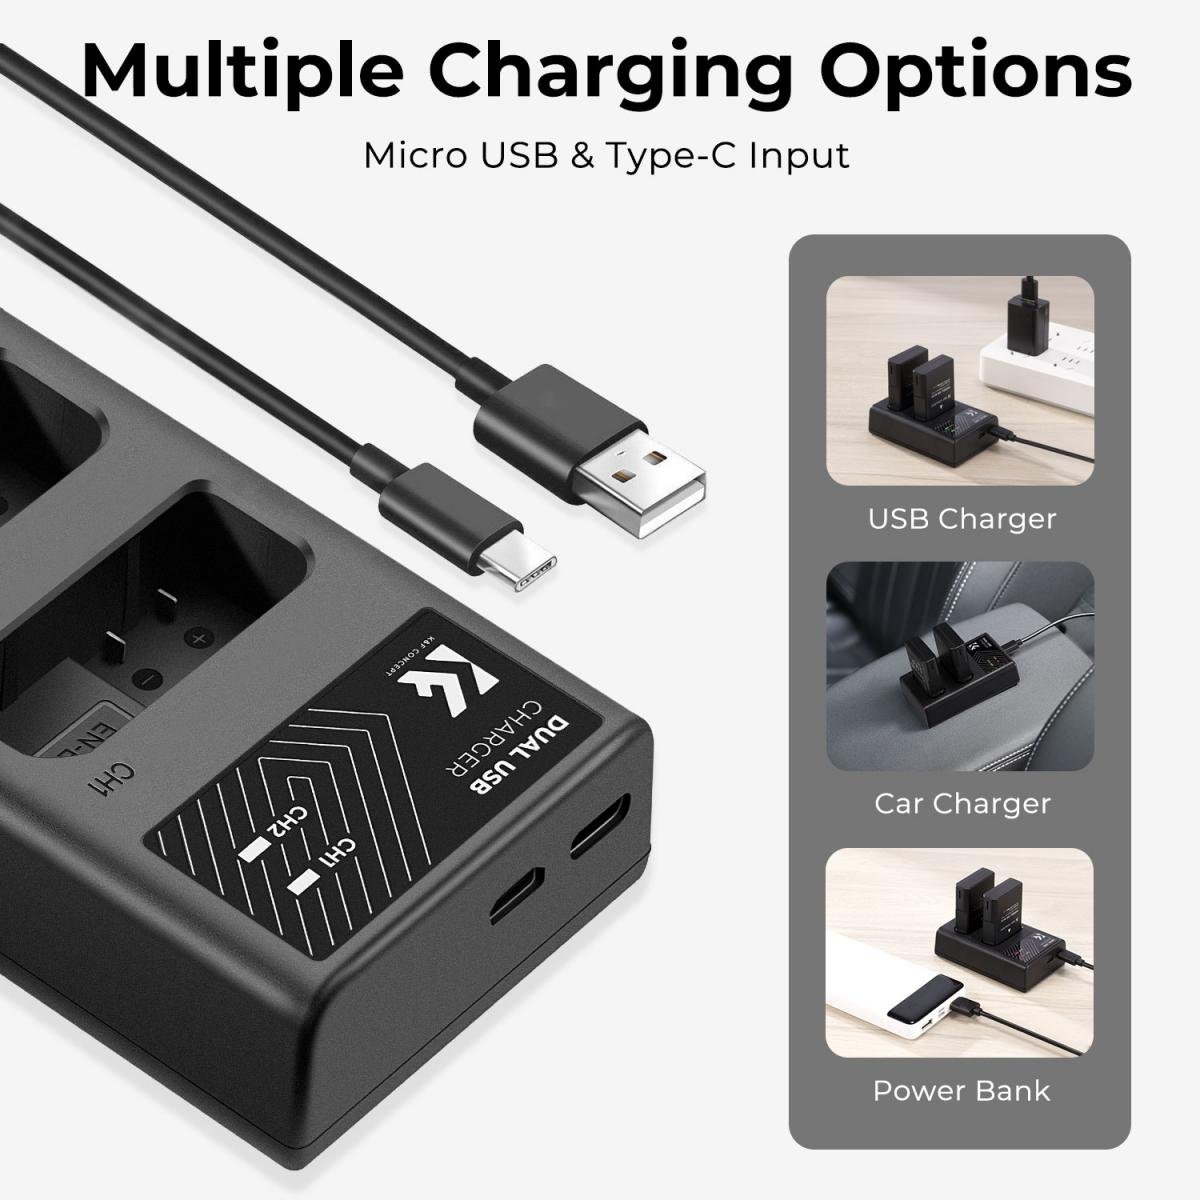 Multiple Charging Options
Micro USB & Type-C Input
K&F CONCEPT
DUAL USB
CHARGER
CH2
CH1
CH1
+
-
USB Charger
Car Charger
Power Bank